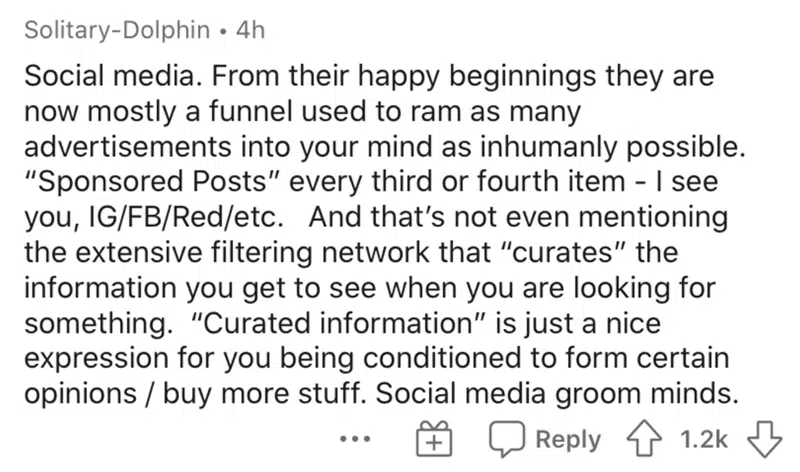 Solitary-Dolphin • 4h
Social media. From their happy beginnings they are
now mostly a funnel used to ram as many
advertisements into your mind as inhumanly possible.
“Sponsored Posts” every third or fourth item - I see
you, IG/FB/Red/etc.   And that’s not even mentioning
the extensive filtering network that “curates” the
information you get to see when you are looking for
something.  “Curated information” is just a nice
expression for you being conditioned to form certain
opinions / buy more stuff. Social media groom minds.
Reply 1.2k